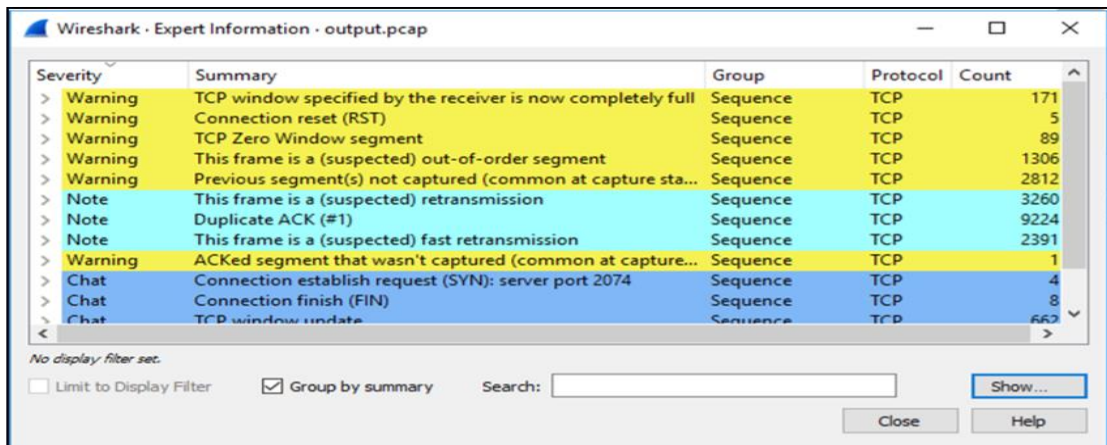 Wireshark · Expert Information · output.pcap
Severity Summary Group Protocol Count
Warning TCP window specified by the receiver is now completely full Sequence TCP 171
Warning Connection reset (RST) Sequence TCP 5
Warning TCP Zero Window segment Sequence TCP 89
Warning This frame is a (suspected) out-of-order segment Sequence TCP 1306
Warning Previous segment(s) not captured (common at capture sta... Sequence TCP 2812
Note This frame is a (suspected) retransmission Sequence TCP 3260
Note Duplicate ACK (#1) Sequence TCP 9224
Note This frame is a (suspected) fast retransmission Sequence TCP 2391
Warning ACKed segment that wasn't captured (common at capture... Sequence TCP 1
Chat Connection establish request (SYN): server port 2074 Sequence TCP 4
Chat Connection finish (FIN) Sequence TCP 8
Chat TCP window update Sequence TCP 662
No display filter set.
Limit to Display Filter Group by summary Search: Show...
Close Help